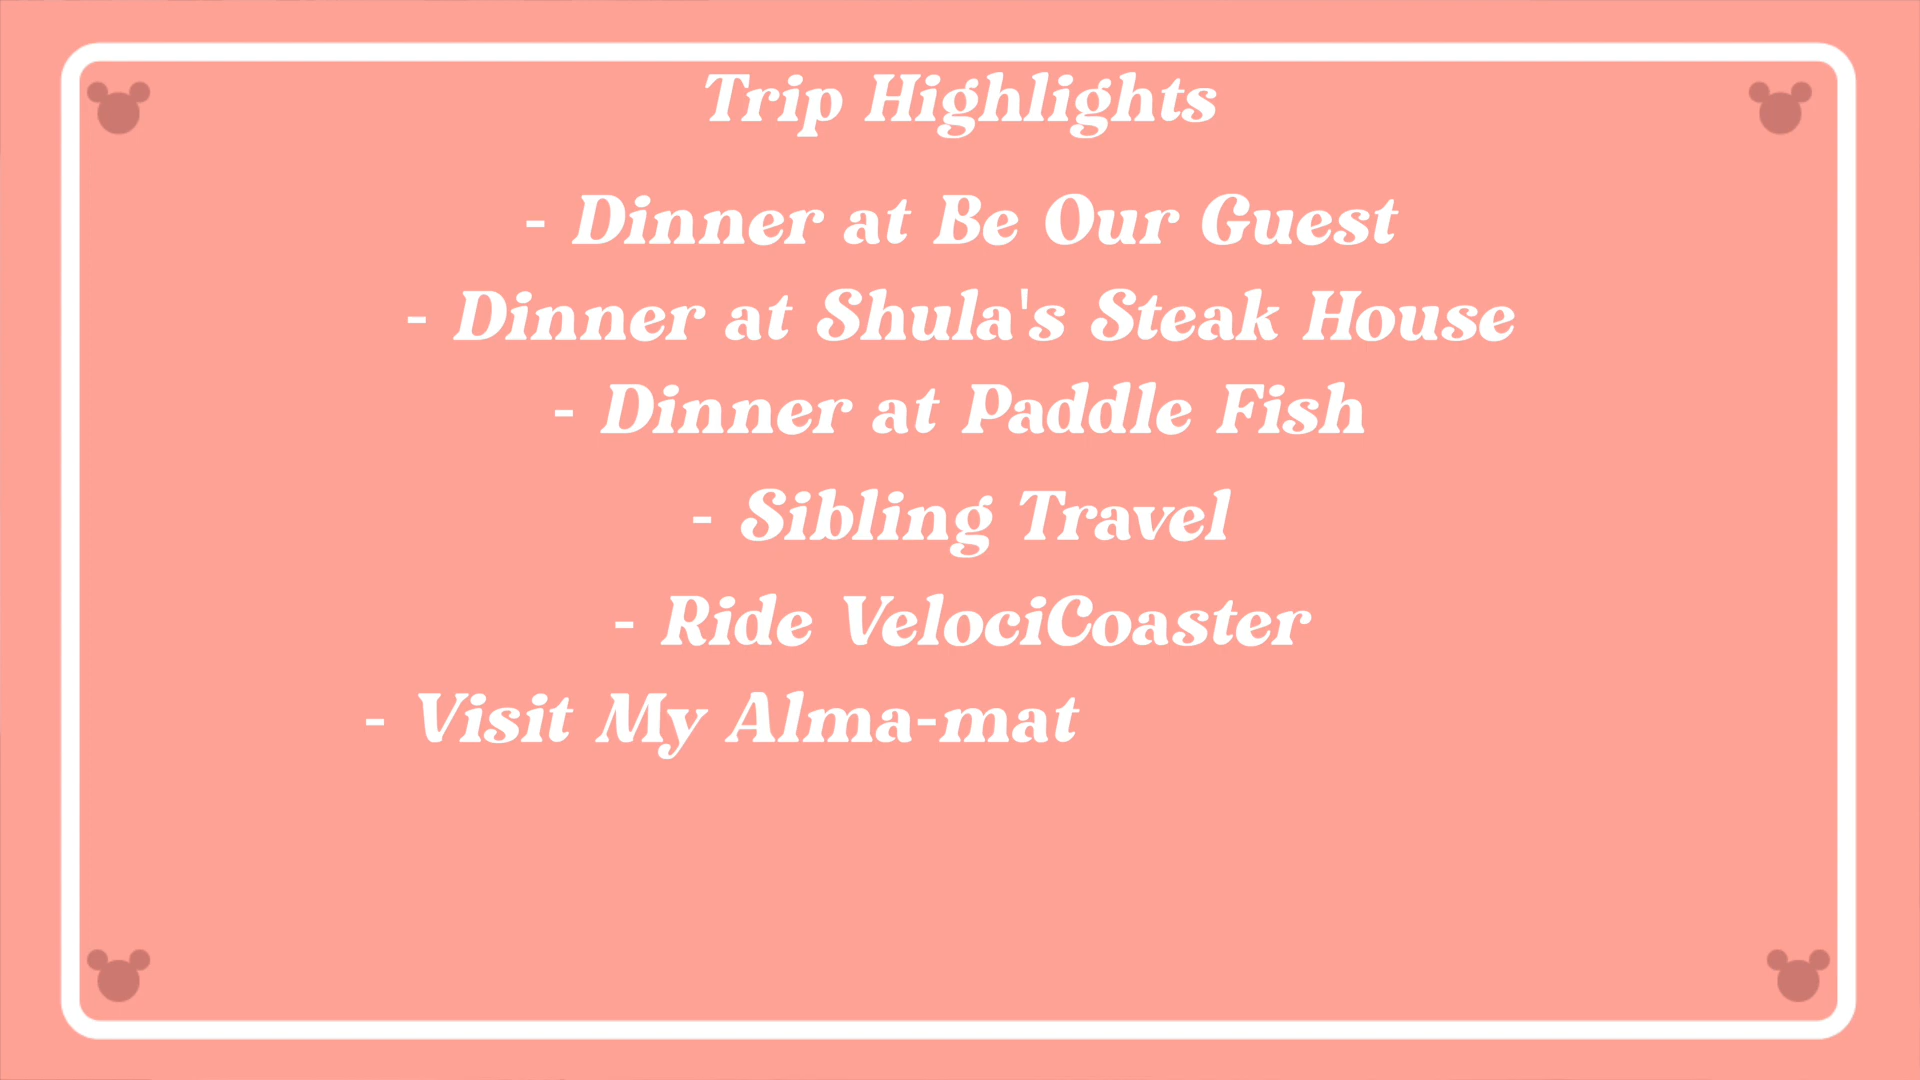 Trip Highlights
- Dinner at Be Our Guest
- Dinner at Shula's Steak House
- Dinner at Paddle Fish
- Sibling Travel
- Ride VelociCoaster
- Visit My Alma-mat